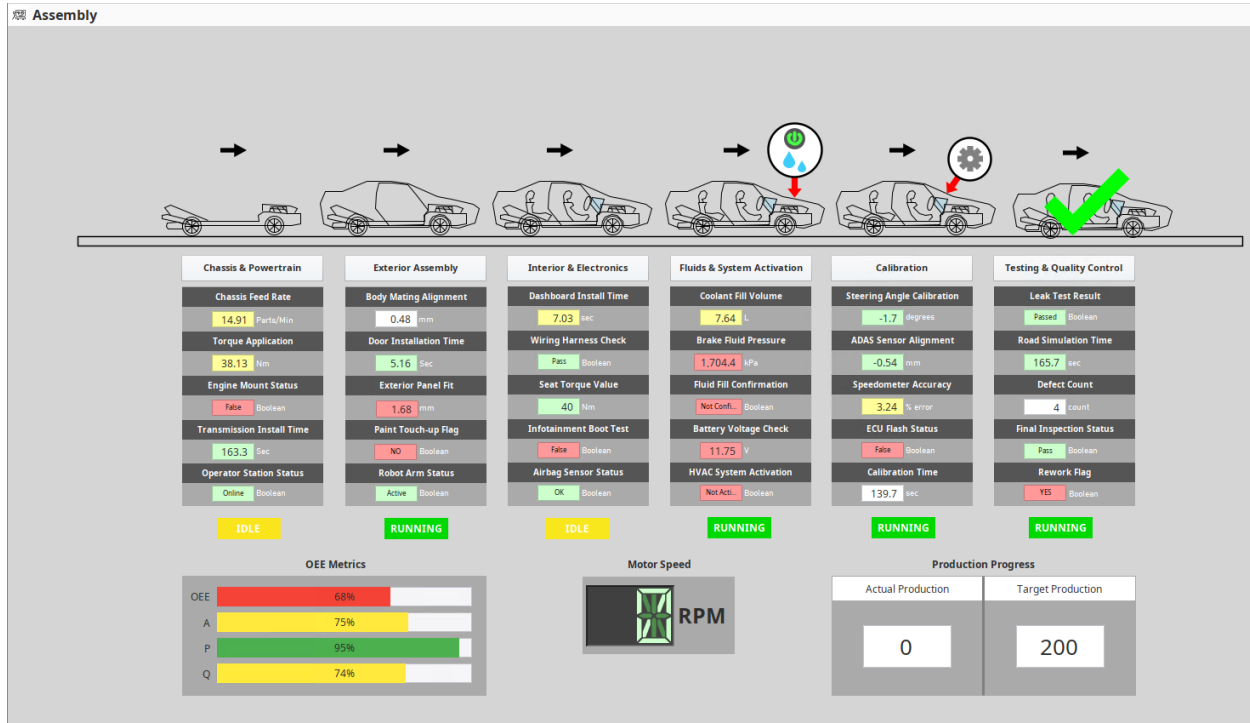 Assembly
Chassis & Powertrain
Chassis Feed Rate
14.91 Parts/Min
Torque Application
38.13 Nm
Engine Mount Status
False Boolean
Transmission Install Time
163.3 Sec
Operator Station Status
Online Boolean
IDLE
Exterior Assembly
Body Mating Alignment
0.48 mm
Door Installation Time
5.16 Sec
Exterior Panel Fit
1.68 mm
Paint Touch-up Flag
NO Boolean
Robot Arm Status
Active Boolean
RUNNING
Interior & Electronics
Dashboard Install Time
7.03 sec
Wiring Harness Check
Pass Boolean
Seat Torque Value
40 Nm
Infotainment Boot Test
False Boolean
Airbag Sensor Status
OK Boolean
IDLE
Fluids & System Activation
Coolant Fill Volume
7.64 L
Brake Fluid Pressure
1,704.4 kPa
Fluid Fill Confirmation
Not Confi... Boolean
Battery Voltage Check
11.75 V
HVAC System Activation
Not Acti... Boolean
RUNNING
Calibration
Steering Angle Calibration
-1.7 degrees
ADAS Sensor Alignment
-0.54 mm
Speedometer Accuracy
3.24 % error
ECU Flash Status
False Boolean
Calibration Time
139.7 sec
RUNNING
Testing & Quality Control
Leak Test Result
Passed Boolean
Road Simulation Time
165.7 sec
Defect Count
4 count
Final Inspection Status
Pass Boolean
Rework Flag
YES Boolean
RUNNING
OEE Metrics
OEE 68%
A 75%
P 95%
Q 74%
Motor Speed
RPM
Production Progress
Actual Production
0
Target Production
200